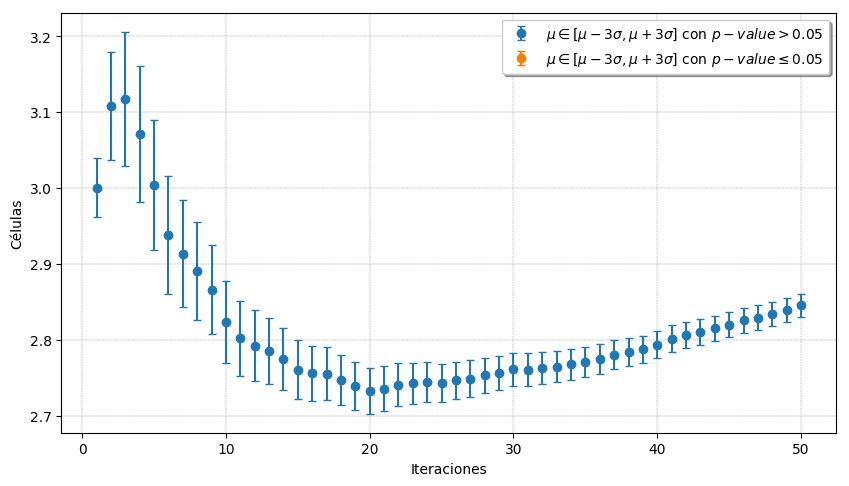 μ ∈ [μ − 3σ, μ + 3σ] con p − value > 0.05
μ ∈ [μ − 3σ, μ + 3σ] con p − value ≤ 0.05
3.2
3.1
3.0
2.9
2.8
2.7
Células
0 10 20 30 40 50
Iteraciones